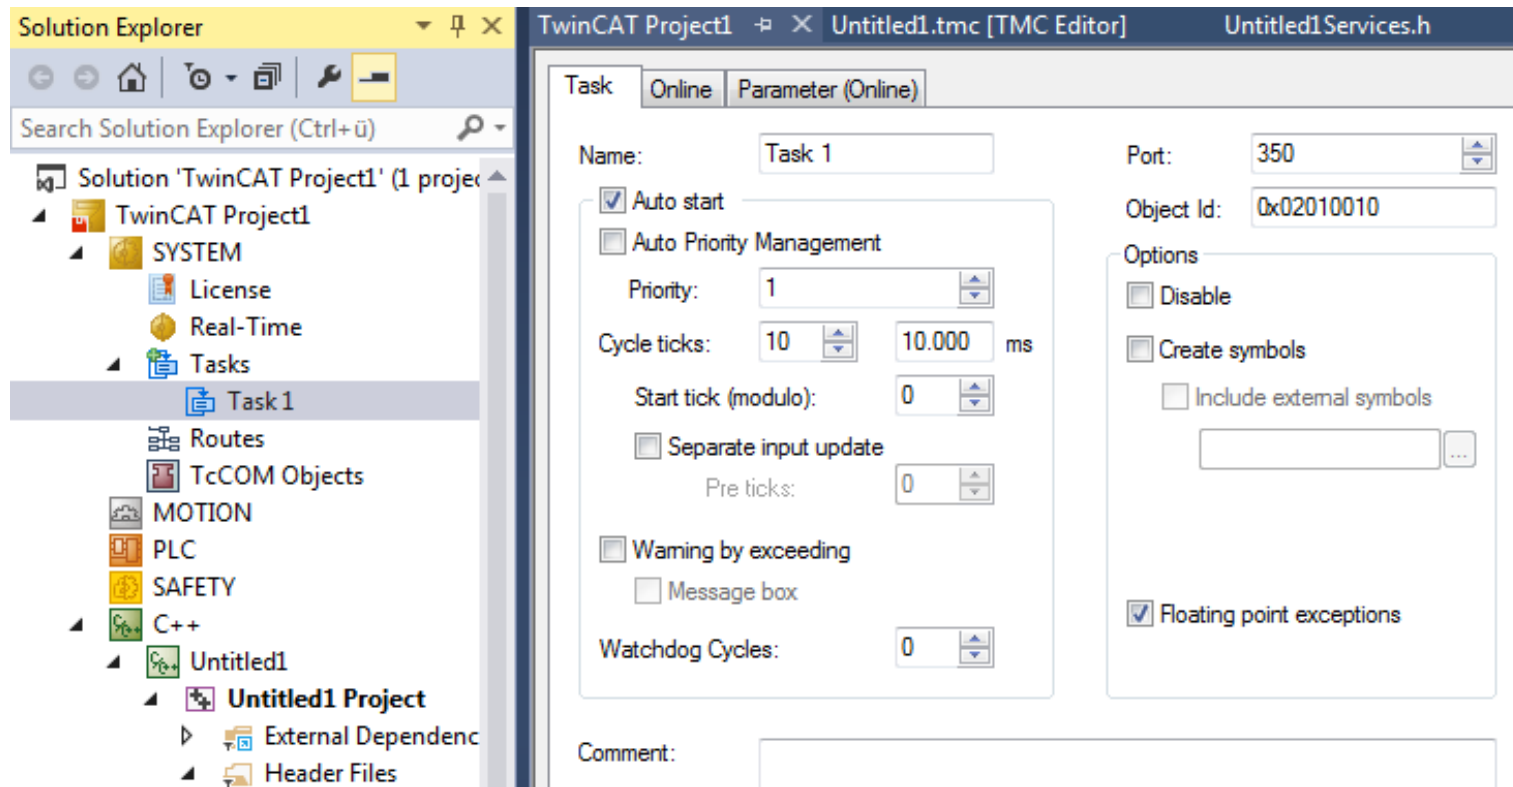 Solution Explorer
Search Solution Explorer (Ctrl+ü)
Solution 'TwinCAT Project1' (1 projec
TwinCAT Project1
SYSTEM
License
Real-Time
Tasks
Task 1
Routes
TcCOM Objects
MOTION
PLC
SAFETY
C++
Untitled1
Untitled1 Project
External Dependenc
Header Files
TwinCAT Project1 Untitled1.tmc [TMC Editor] Untitled1Services.h
Task Online Parameter (Online)
Name: Task 1
Auto start
Auto Priority Management
Priority: 1
Cycle ticks: 10 10.000 ms
Start tick (modulo): 0
Separate input update
Pre ticks: 0
Warning by exceeding
Message box
Watchdog Cycles: 0
Port: 350
Object Id: 0x02010010
Options
Disable
Create symbols
Include external symbols
...
Floating point exceptions
Comment: